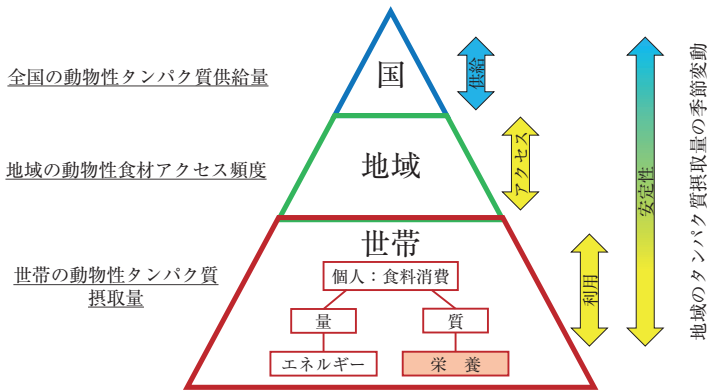 全国の動物性タンパク質供給量
国
供給
地域の動物性食材アクセス頻度
地域
アクセス
世帯の動物性タンパク質
摂取量
世帯
個人：食料消費
量
質
エネルギー
栄　養
利用
安定性
地域のタンパク質摂取量の季節変動